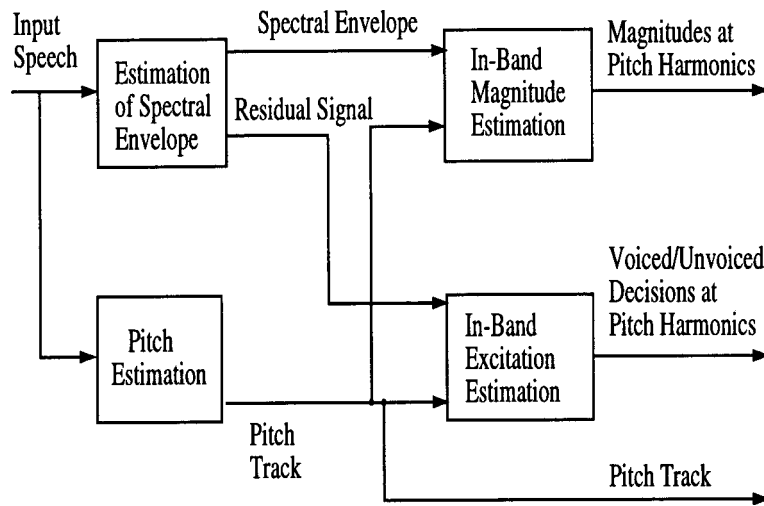 Input
Speech
Estimation
of Spectral
Envelope
Spectral Envelope
Residual Signal
In-Band
Magnitude
Estimation
Magnitudes at
Pitch Harmonics
Pitch
Estimation
Pitch
Track
In-Band
Excitation
Estimation
Voiced/Unvoiced
Decisions at
Pitch Harmonics
Pitch Track